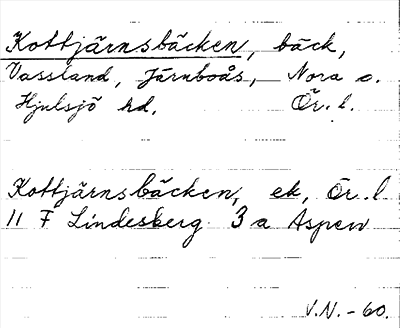 Kottjärnsbäcken, bäck,
Vassland, Järnboås, Nora o.
Hjulsjö hd. Ör. l.
Kottjärnsbäcken, ek, Ör. l
11 F Lindesberg 3 a Aspen
V.N. - 60.